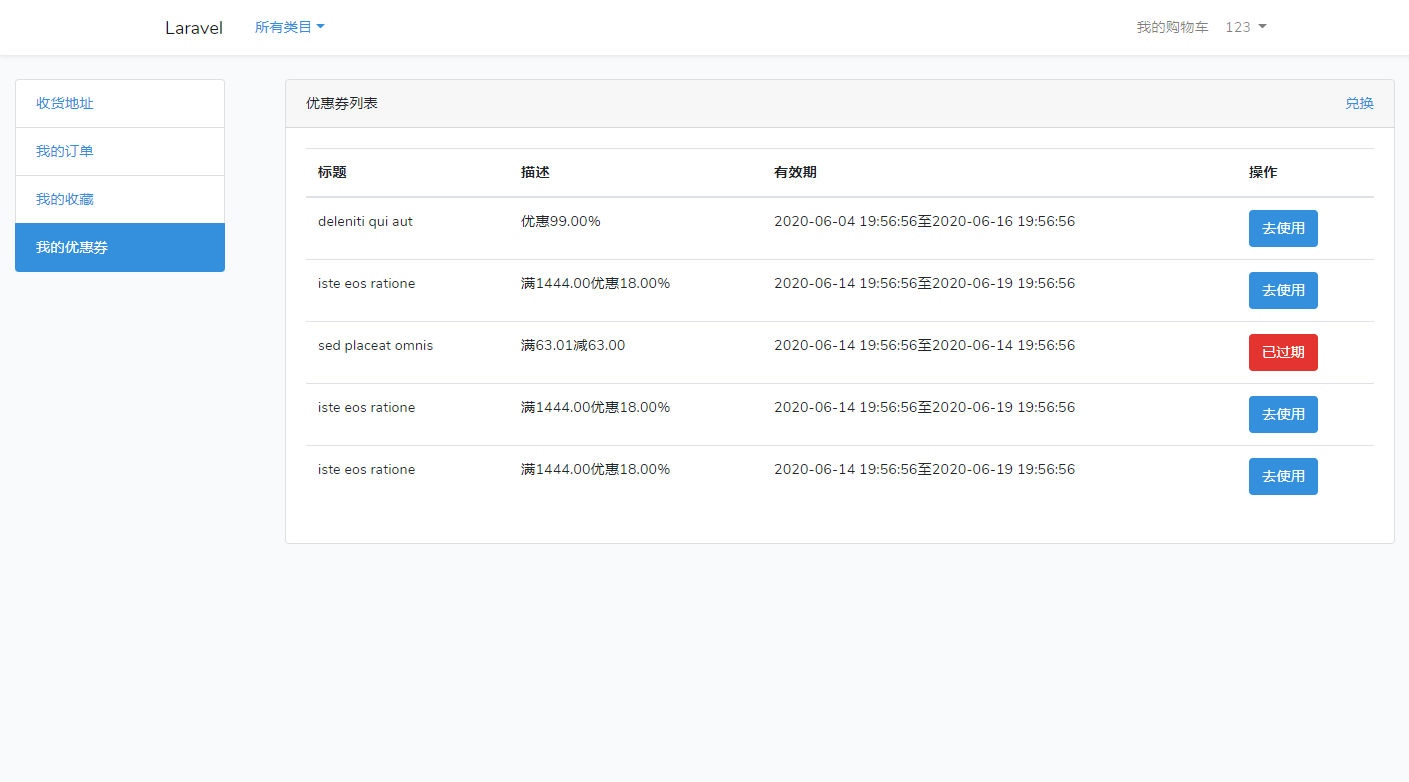 Laravel 所有类目 我的购物车 123
收货地址
我的订单
我的收藏
我的优惠券
优惠券列表 兑换
标题 描述 有效期 操作
deleniti qui aut 优惠99.00% 2020-06-04 19:56:56至2020-06-16 19:56:56 去使用
iste eos ratione 满1444.00优惠18.00% 2020-06-14 19:56:56至2020-06-19 19:56:56 去使用
sed placeat omnis 满63.01减63.00 2020-06-14 19:56:56至2020-06-14 19:56:56 已过期
iste eos ratione 满1444.00优惠18.00% 2020-06-14 19:56:56至2020-06-19 19:56:56 去使用
iste eos ratione 满1444.00优惠18.00% 2020-06-14 19:56:56至2020-06-19 19:56:56 去使用